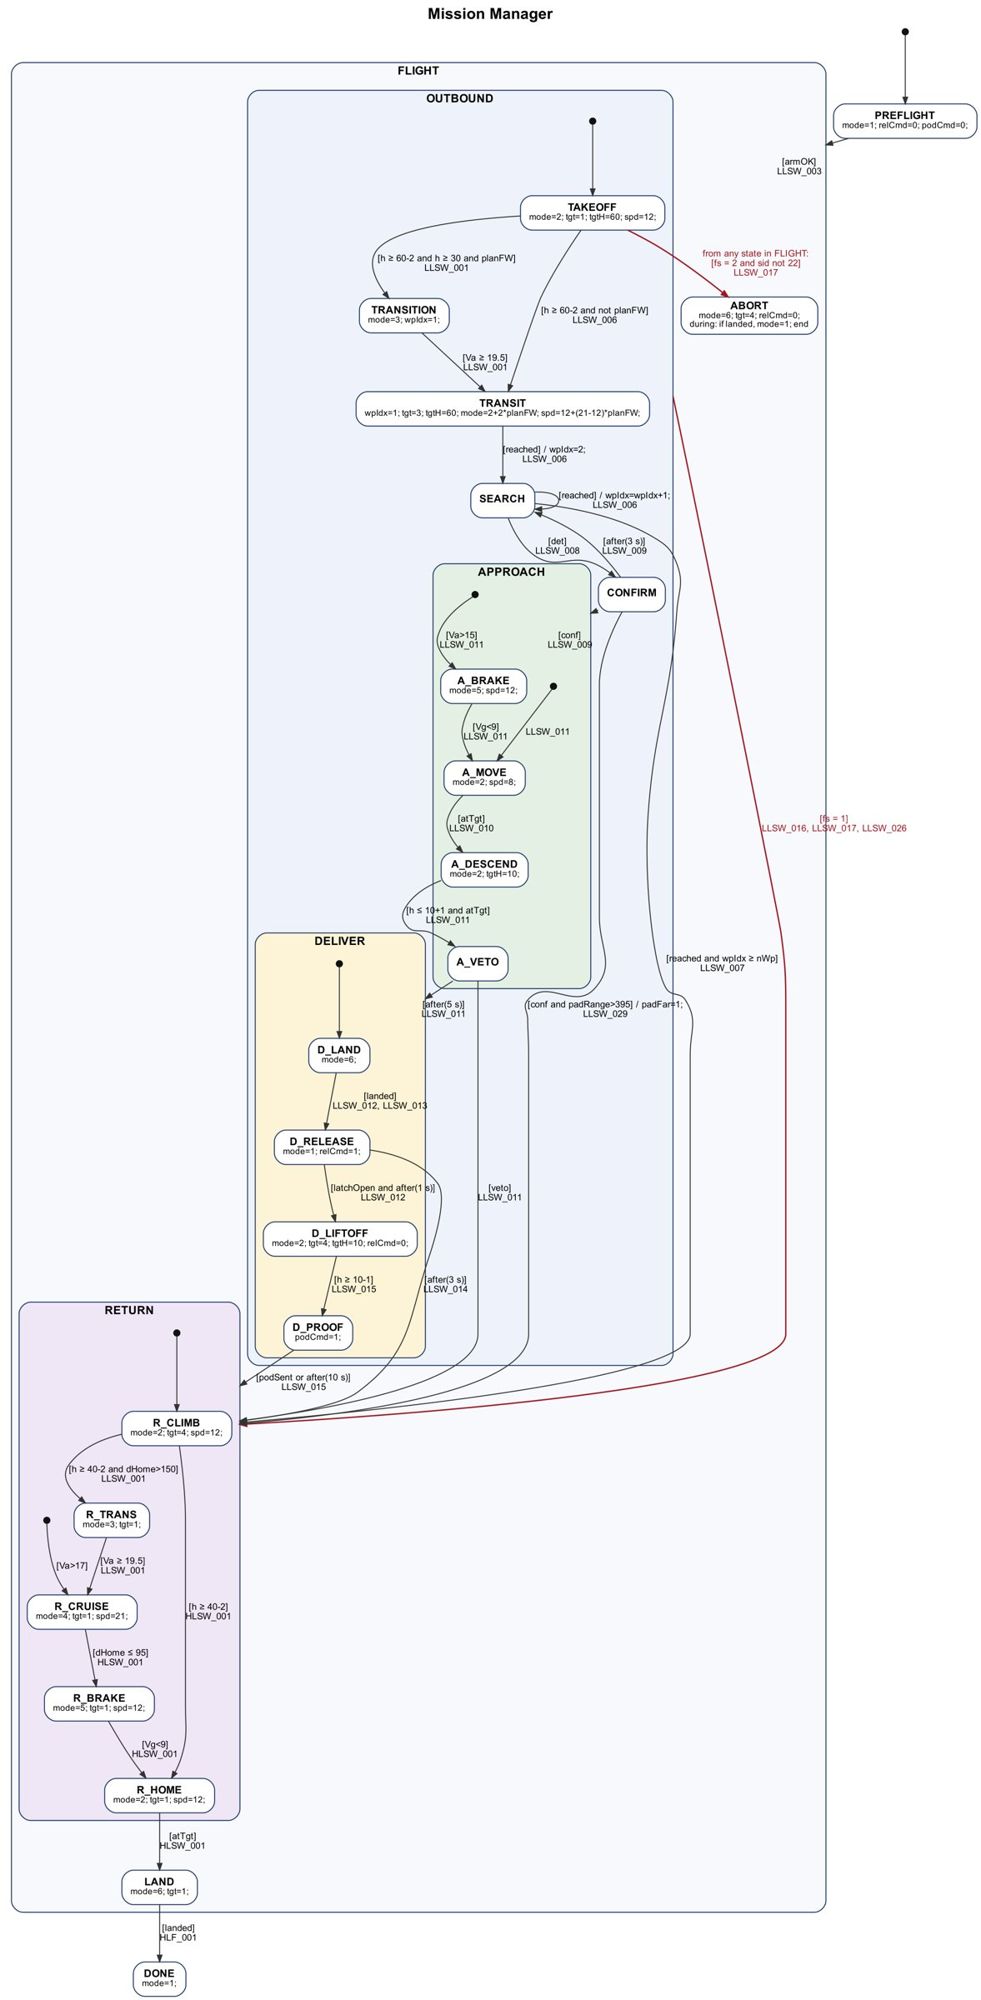 Mission Manager
FLIGHT
OUTBOUND
PREFLIGHT
mode=1; relCmd=0; podCmd=0;
[armOK]
LLSW_003
TAKEOFF
mode=2; tgt=1; tgtH=60; spd=12;
[h ≥ 60-2 and h ≥ 30 and planFW]
LLSW_001
from any state in FLIGHT:
[fs = 2 and sid not 22]
LLSW_017
TRANSITION
mode=3; wpIdx=1;
[h ≥ 60-2 and not planFW]
LLSW_006
ABORT
mode=6; tgt=4; relCmd=0;
during: if landed, mode=1; end
[Va ≥ 19.5]
LLSW_001
TRANSIT
wpIdx=1; tgt=3; tgtH=60; mode=2+2*planFW; spd=12+(21-12)*planFW;
[reached] / wpIdx=2;
LLSW_006
SEARCH
[reached] / wpIdx=wpIdx+1;
LLSW_006
[det]
LLSW_008
[after(3 s)]
LLSW_009
APPROACH
CONFIRM
[Va>15]
LLSW_011
[conf]
LLSW_009
A_BRAKE
mode=5; spd=12;
[Vg<9]
LLSW_011
LLSW_011
A_MOVE
mode=2; spd=8;
[atTgt]
LLSW_010
[fs = 1]
LLSW_016, LLSW_017, LLSW_026
A_DESCEND
mode=2; tgtH=10;
[h ≤ 10+1 and atTgt]
LLSW_011
DELIVER
A_VETO
[reached and wpIdx ≥ nWp]
LLSW_007
[after(5 s)]
LLSW_011
[conf and padRange>395] / padFar=1;
LLSW_029
D_LAND
mode=6;
[landed]
LLSW_012, LLSW_013
D_RELEASE
mode=1; relCmd=1;
[latchOpen and after(1 s)]
LLSW_012
[veto]
LLSW_011
D_LIFTOFF
mode=2; tgt=4; tgtH=10; relCmd=0;
[h ≥ 10-1]
LLSW_015
[after(3 s)]
LLSW_014
RETURN
D_PROOF
podCmd=1;
[podSent or after(10 s)]
LLSW_015
R_CLIMB
mode=2; tgt=4; spd=12;
[h ≥ 40-2 and dHome>150]
LLSW_001
R_TRANS
mode=3; tgt=1;
[Va>17]
[Va ≥ 19.5]
LLSW_001
R_CRUISE
mode=4; tgt=1; spd=21;
[h ≥ 40-2]
HLSW_001
[dHome ≤ 95]
HLSW_001
R_BRAKE
mode=5; tgt=1; spd=12;
[Vg<9]
HLSW_001
R_HOME
mode=2; tgt=1; spd=12;
[atTgt]
HLSW_001
LAND
mode=6; tgt=1;
[landed]
HLF_001
DONE
mode=1;